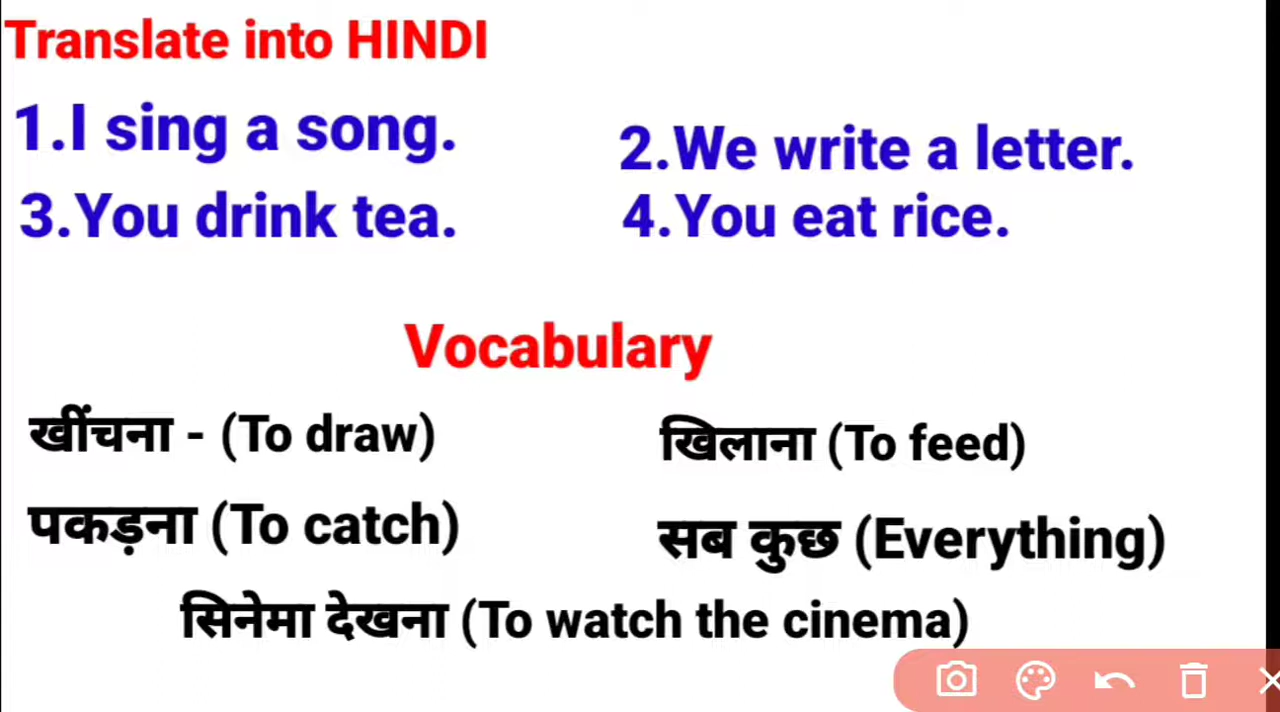 Translate into HINDI
1.I sing a song.
2.We write a letter.
3.You drink tea.
4.You eat rice.
Vocabulary
खींचना - (To draw)
खिलाना (To feed)
पकड़ना (To catch)
सब कुछ (Everything)
सिनेमा देखना (To watch the cinema)